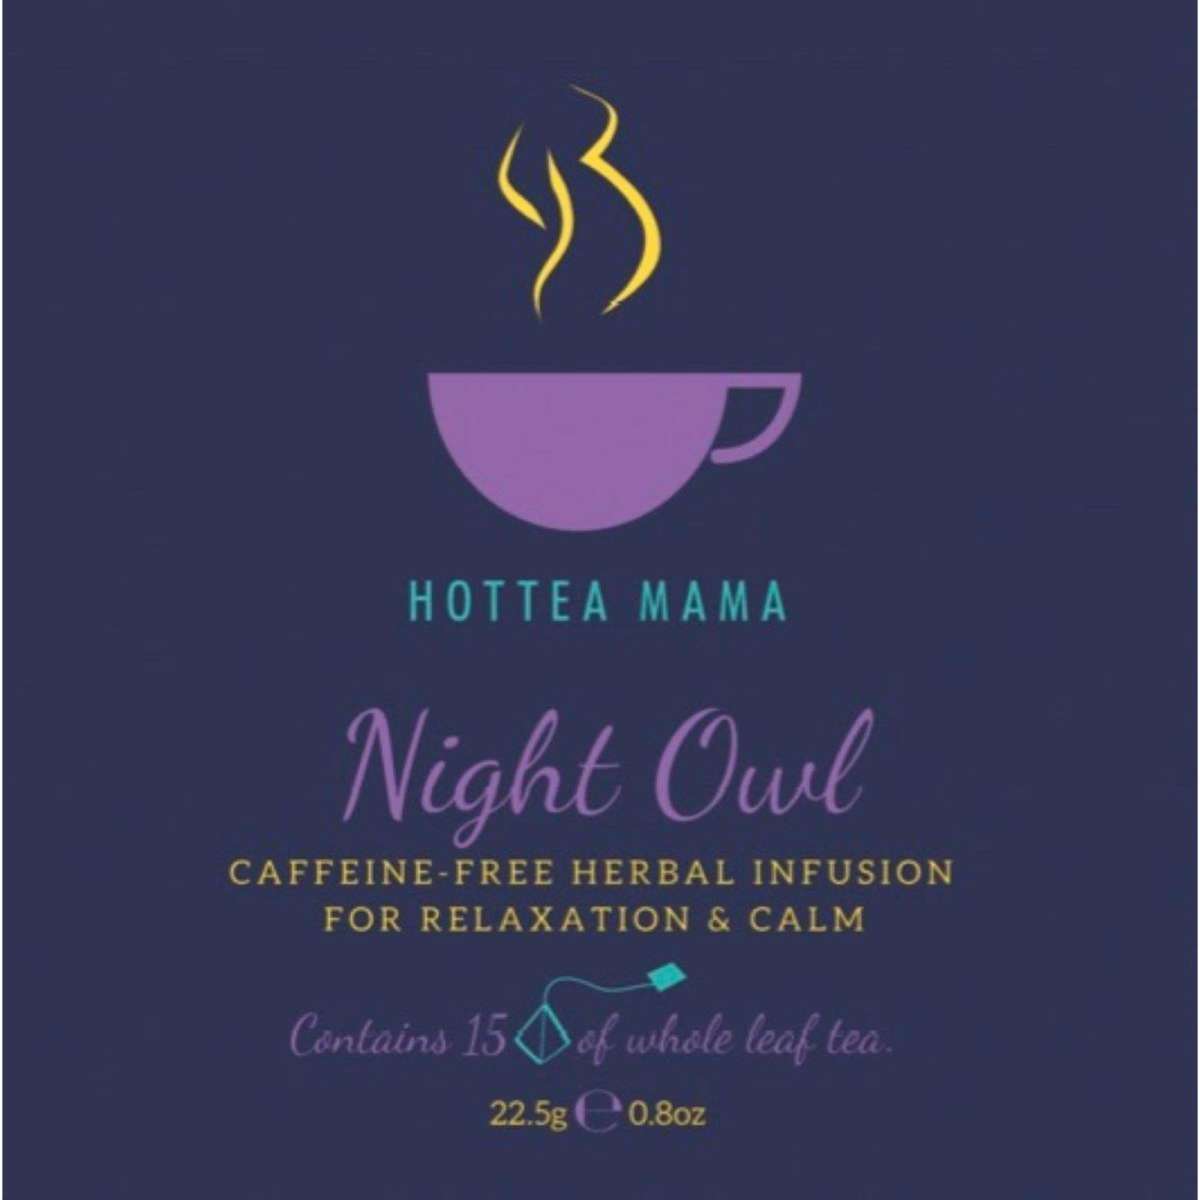 HOTTEA MAMA
Night Owl
CAFFEINE-FREE HERBAL INFUSION
FOR RELAXATION & CALM
Contains 15 of whole leaf tea.
22.5g ℮ 0.8oz